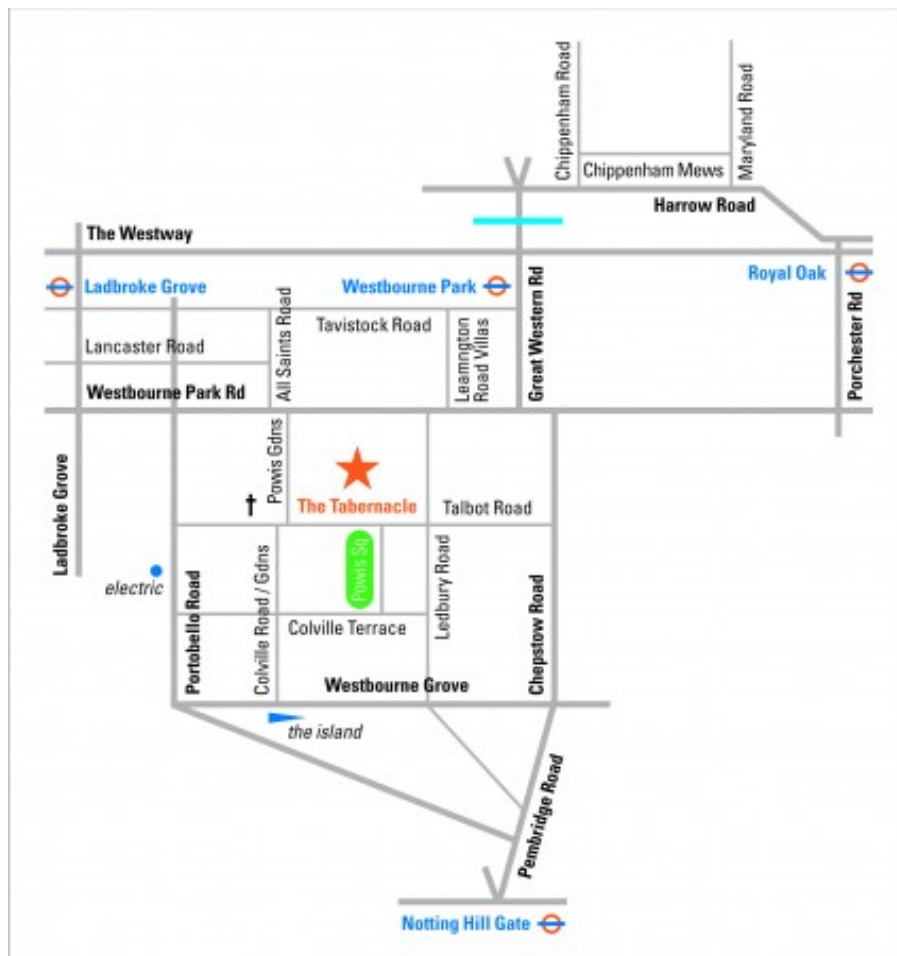 Chippenham Road
Maryland Road
Chippenham Mews
Harrow Road
The Westway
Ladbroke Grove
Westbourne Park
Great Western Rd
Royal Oak
Porchester Rd
All Saints Road
Tavistock Road
Leamington
Road Villas
Lancaster Road
Westbourne Park Rd
Ladbroke Grove
Powis Gdns
The Tabernacle
Talbot Road
electric
Portobello Road
Colville Road / Gdns
Powis Sq
Ledbury Road
Chepstow Road
Colville Terrace
Westbourne Grove
the island
Pembridge Road
Notting Hill Gate